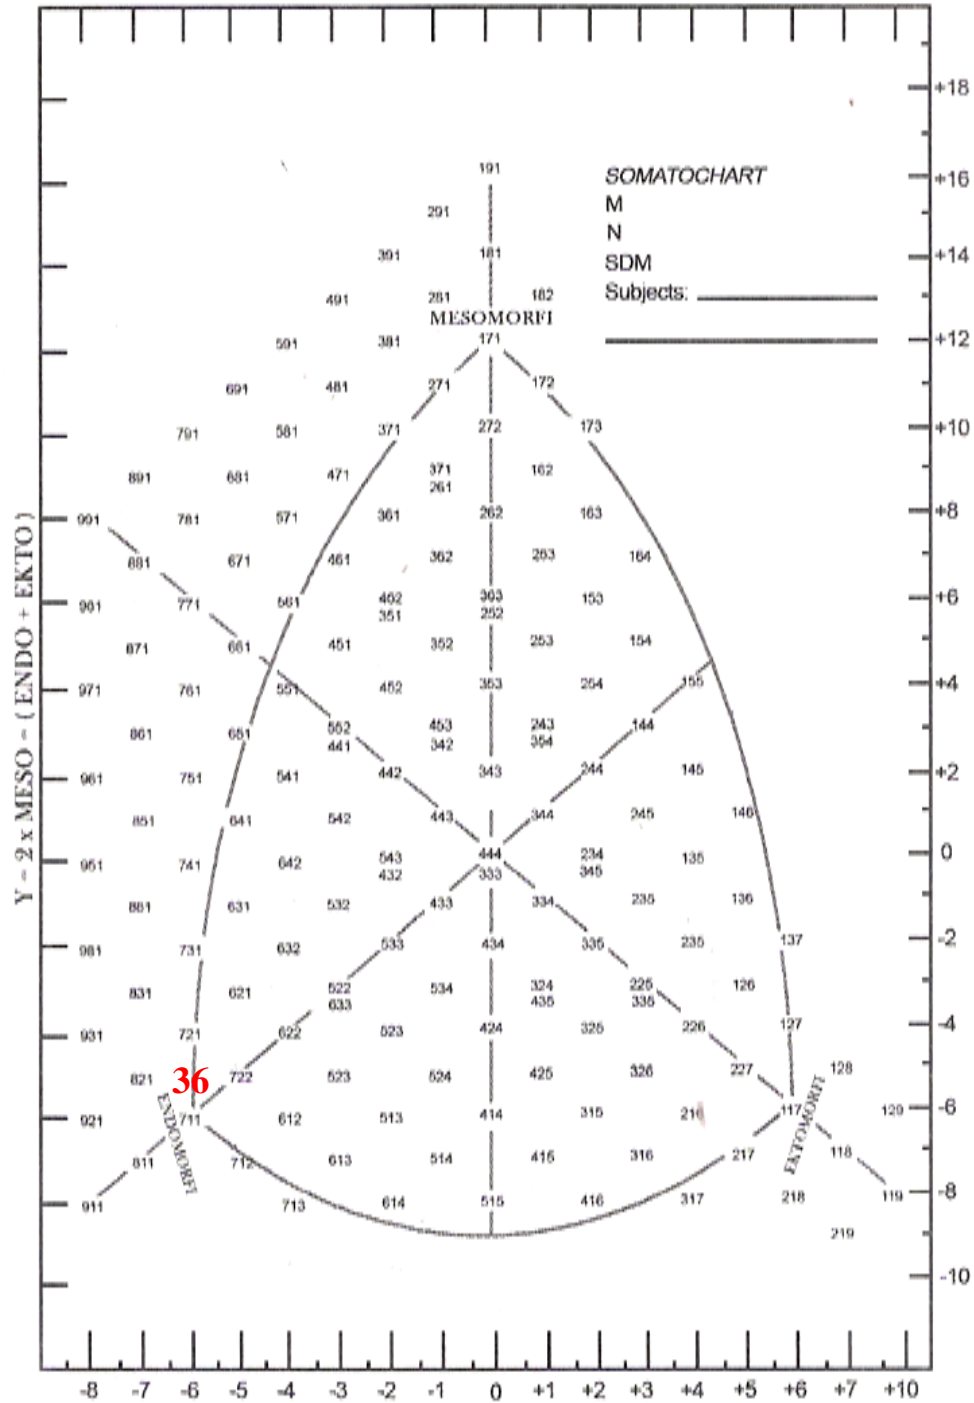 +18
191
SOMATOCHART
+16
M
291
N
391 181 +14
SDM
491 281 182 Subjects:
MESOMORFI
591 381 171 +12
691 481 271 172
791 581 371 272 173 +10
891 681 471 371 162
261
991 781 571 361 262 163 +8
881 671 461 362 263 164
981 771 561 462 363 153 +6
351 252
871 661 451 352 253 154
971 761 551 452 353 254 155 +4
861 651 552 453 243 144
441 342 354
961 751 541 442 343 244 145 +2
851 641 542 443 344 245 146
951 741 642 543 444 234 135 0
432 333 345
881 631 532 433 334 235 136
981 731 632 533 434 335 235 137 -2
831 621 522 534 324 225 126
633 435 335
931 721 622 523 424 325 226 127 -4
821 36 722 523 524 425 326 227 128
921 711 612 513 414 315 216 117 129 -6
ENDOMORFI
EKTOMORFI
811 712 613 514 415 316 217 118
911 713 614 515 416 317 218 119 -8
219
-10
-8 -7 -6 -5 -4 -3 -2 -1 0 +1 +2 +3 +4 +5 +6 +7 +10
Y - 2 x MESO - ( ENDO + EKTO )